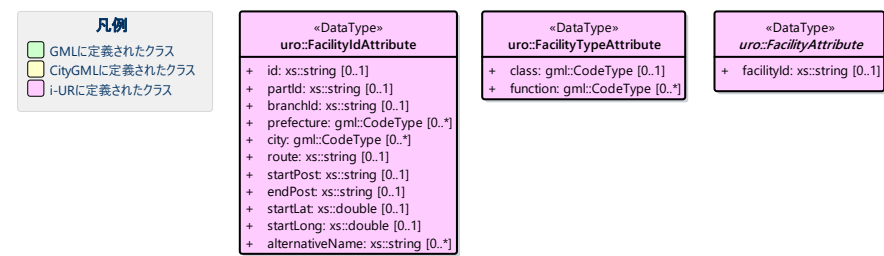 凡例
GMLに定義されたクラス
CityGMLに定義されたクラス
i-URに定義されたクラス
«DataType»
uro::FacilityIdAttribute
+ id: xs::string [0..1]
+ partId: xs::string [0..1]
+ branchId: xs::string [0..1]
+ prefecture: gml::CodeType [0..*]
+ city: gml::CodeType [0..*]
+ route: xs::string [0..1]
+ startPost: xs::string [0..1]
+ endPost: xs::string [0..1]
+ startLat: xs::double [0..1]
+ startLong: xs::double [0..1]
+ alternativeName: xs::string [0..*]
«DataType»
uro::FacilityTypeAttribute
+ class: gml::CodeType [0..1]
+ function: gml::CodeType [0..*]
«DataType»
uro::FacilityAttribute
+ facilityId: xs::string [0..1]